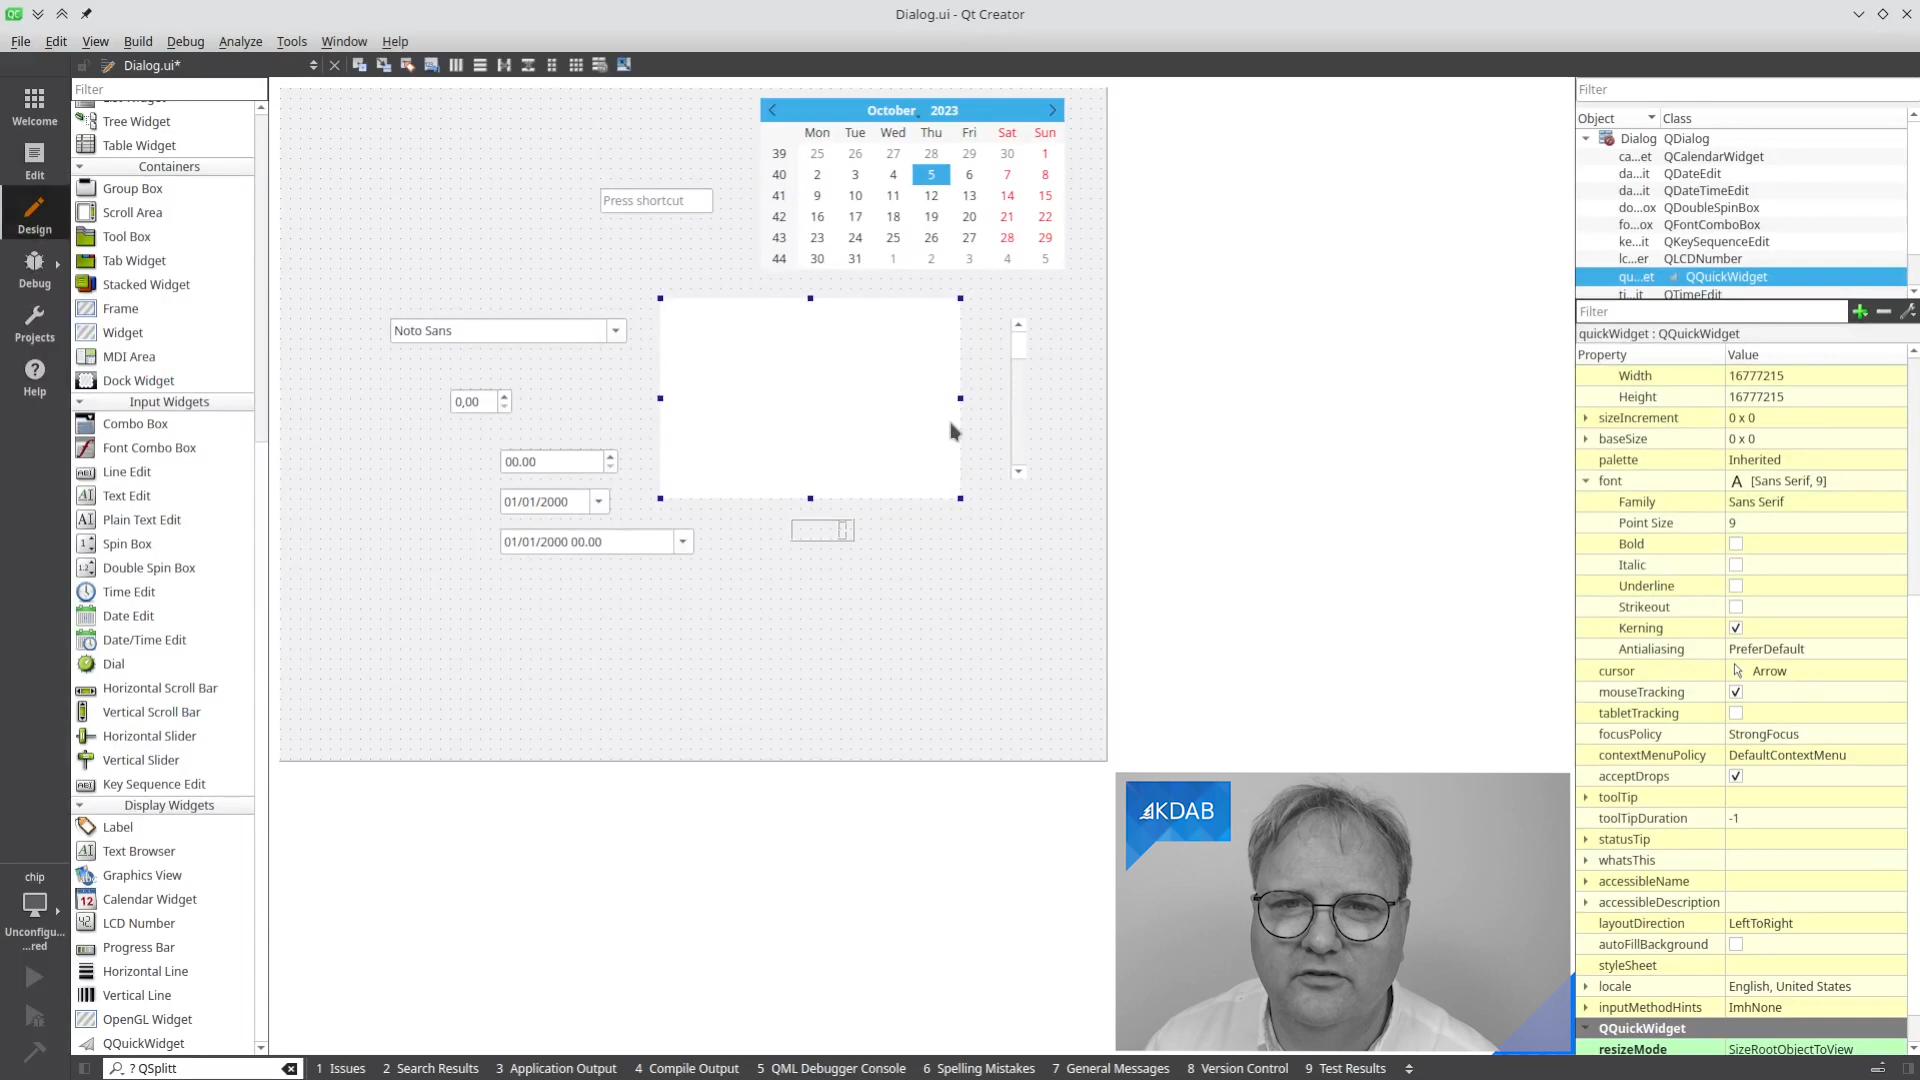 Dialog.ui - Qt Creator
File Edit View Build Debug Analyze Tools Window Help
Dialog.ui*
Welcome
Edit
Design
Debug
Projects
Help
chip
Unconfigu...
...red
Filter
Tree Widget
Table Widget
Containers
Group Box
Scroll Area
Tool Box
Tab Widget
Stacked Widget
Frame
Widget
MDI Area
Dock Widget
Input Widgets
Combo Box
Font Combo Box
Line Edit
Text Edit
Plain Text Edit
Spin Box
Double Spin Box
Time Edit
Date Edit
Date/Time Edit
Dial
Horizontal Scroll Bar
Vertical Scroll Bar
Horizontal Slider
Vertical Slider
Key Sequence Edit
Display Widgets
Label
Text Browser
Graphics View
Calendar Widget
LCD Number
Progress Bar
Horizontal Line
Vertical Line
OpenGL Widget
QQuickWidget
October 2023
Mon Tue Wed Thu Fri Sat Sun
39 25 26 27 28 29 30 1
40 2 3 4 5 6 7 8
41 9 10 11 12 13 14 15
42 16 17 18 19 20 21 22
43 23 24 25 26 27 28 29
44 30 31 1 2 3 4 5
Press shortcut
Noto Sans
0,00
00.00
01/01/2000
01/01/2000 00.00
KDAB
Filter
Object Class
Dialog QDialog
ca...et QCalendarWidget
da...it QDateEdit
da...it QDateTimeEdit
do...ox QDoubleSpinBox
fo...ox QFontComboBox
ke...it QKeySequenceEdit
lc...er QLCDNumber
qu...et QQuickWidget
ti...it QTimeEdit
Filter
quickWidget : QQuickWidget
Property Value
Width 16777215
Height 16777215
sizeIncrement 0 x 0
baseSize 0 x 0
palette Inherited
font A [Sans Serif, 9]
Family Sans Serif
Point Size 9
Bold
Italic
Underline
Strikeout
Kerning
Antialiasing PreferDefault
cursor Arrow
mouseTracking
tabletTracking
focusPolicy StrongFocus
contextMenuPolicy DefaultContextMenu
acceptDrops
toolTip
toolTipDuration -1
statusTip
whatsThis
accessibleName
accessibleDescription
layoutDirection LeftToRight
autoFillBackground
styleSheet
locale English, United States
inputMethodHints ImhNone
QQuickWidget
resizeMode SizeRootObjectToView
? QSplitt
1 Issues 2 Search Results 3 Application Output 4 Compile Output 5 QML Debugger Console 6 Spelling Mistakes 7 General Messages 8 Version Control 9 Test Results